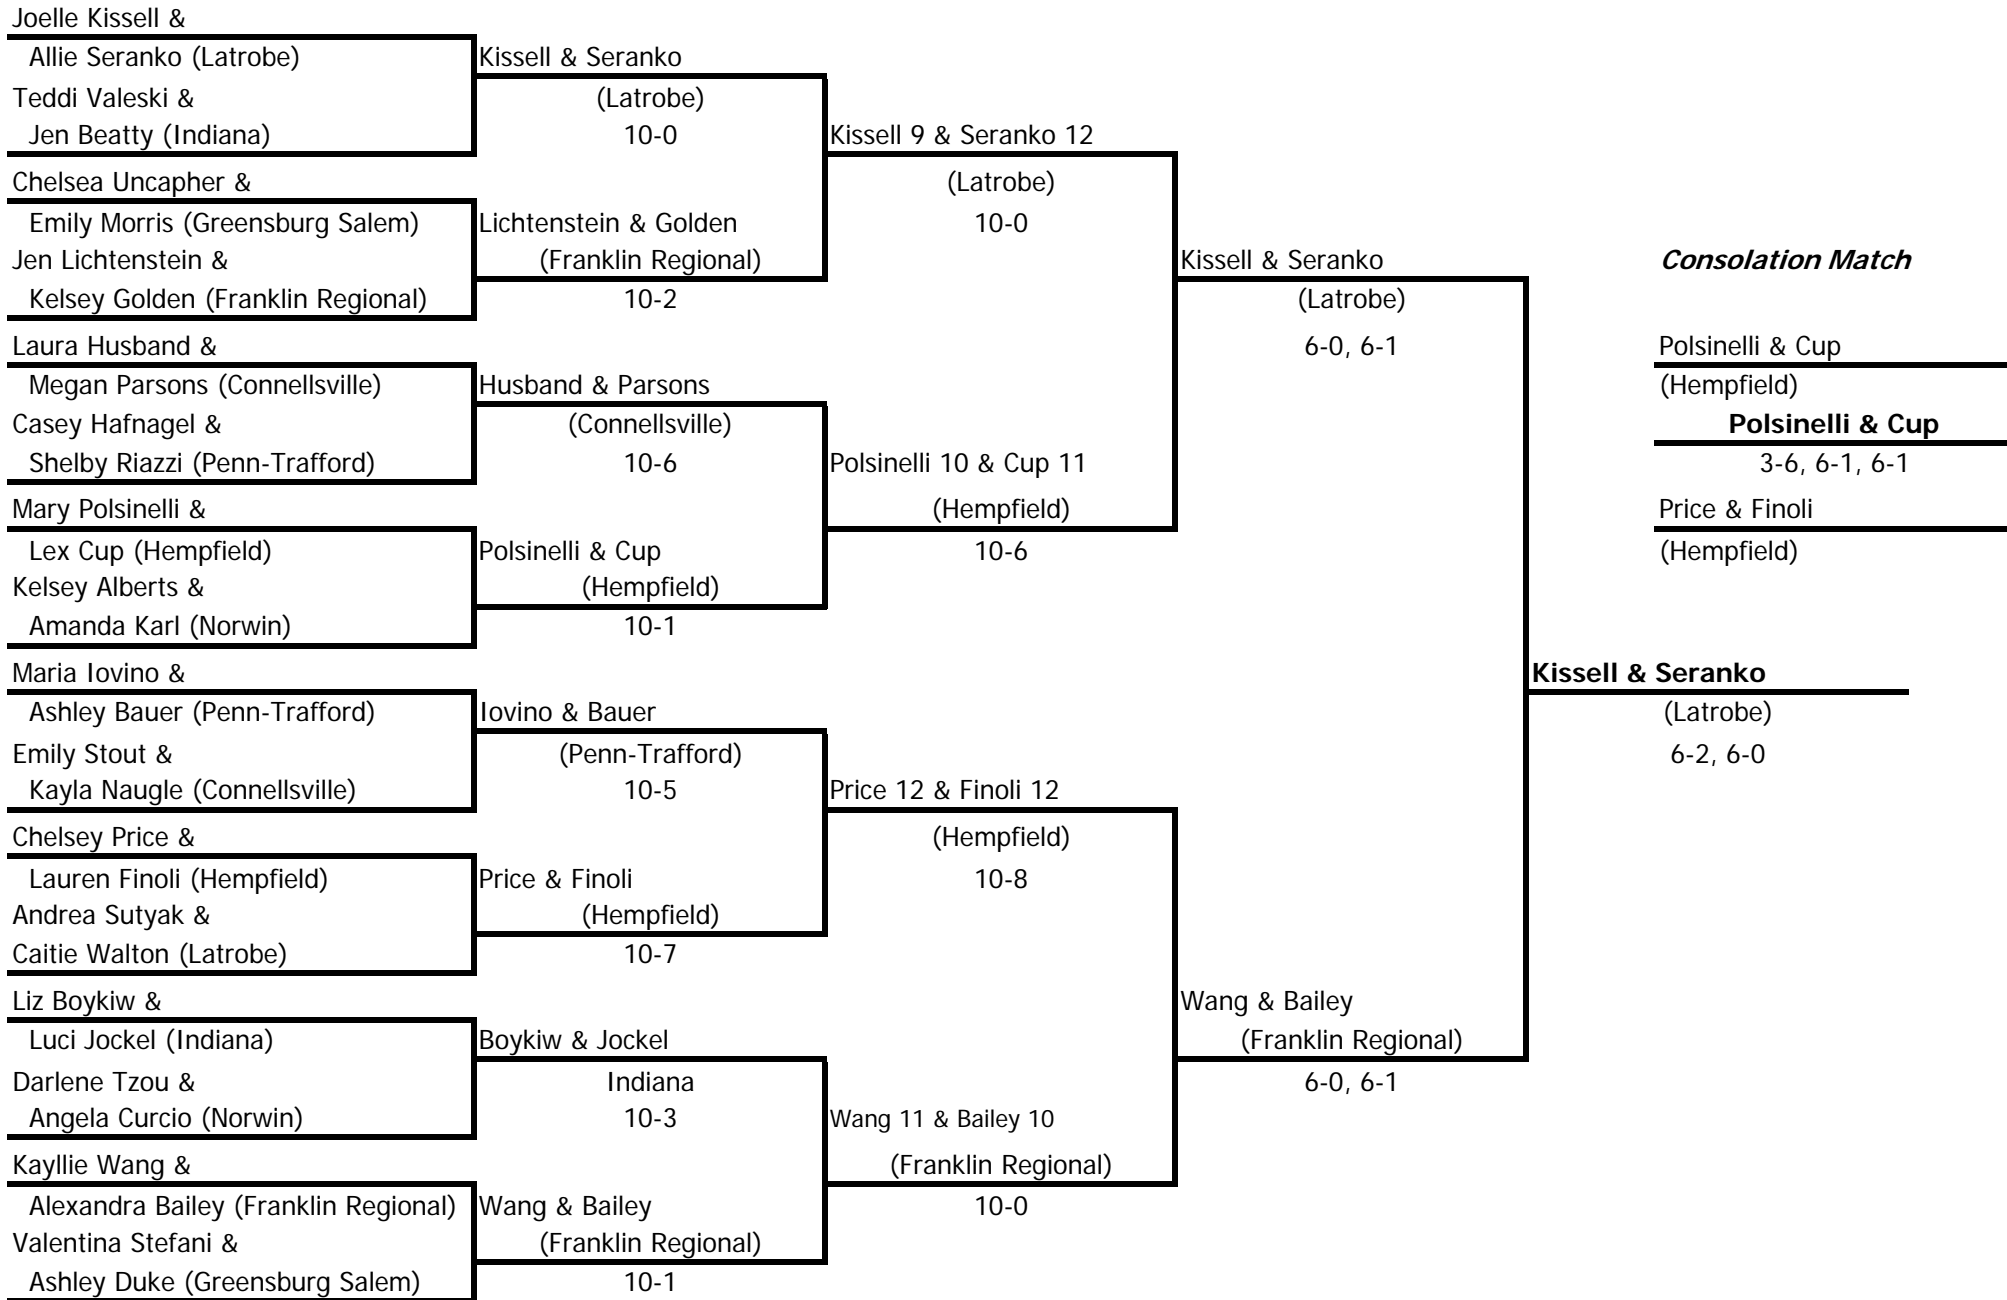 Joelle Kissell &
Allie Seranko (Latrobe)
Teddi Valeski &
Jen Beatty (Indiana)
Chelsea Uncapher &
Emily Morris (Greensburg Salem)
Jen Lichtenstein &
Kelsey Golden (Franklin Regional)
Laura Husband &
Megan Parsons (Connellsville)
Casey Hafnagel &
Shelby Riazzi (Penn-Trafford)
Mary Polsinelli &
Lex Cup (Hempfield)
Kelsey Alberts &
Amanda Karl (Norwin)
Maria Iovino &
Ashley Bauer (Penn-Trafford)
Emily Stout &
Kayla Naugle (Connellsville)
Chelsey Price &
Lauren Finoli (Hempfield)
Andrea Sutyak &
Caitie Walton (Latrobe)
Liz Boykiw &
Luci Jockel (Indiana)
Darlene Tzou &
Angela Curcio (Norwin)
Kayllie Wang &
Alexandra Bailey (Franklin Regional)
Valentina Stefani &
Ashley Duke (Greensburg Salem)
Kissell & Seranko
(Latrobe)
10-0
Lichtenstein & Golden
(Franklin Regional)
10-2
Husband & Parsons
(Connellsville)
10-6
Polsinelli & Cup
(Hempfield)
10-1
Iovino & Bauer
(Penn-Trafford)
10-5
Price & Finoli
(Hempfield)
10-7
Boykiw & Jockel
Indiana
10-3
Wang & Bailey
(Franklin Regional)
10-1
Kissell 9 & Seranko 12
(Latrobe)
10-0
Polsinelli 10 & Cup 11
(Hempfield)
10-6
Price 12 & Finoli 12
(Hempfield)
10-8
Wang 11 & Bailey 10
(Franklin Regional)
10-0
Kissell & Seranko
(Latrobe)
6-0, 6-1
Wang & Bailey
(Franklin Regional)
6-0, 6-1
Kissell & Seranko
(Latrobe)
6-2, 6-0
Consolation Match
Polsinelli & Cup
(Hempfield)
Polsinelli & Cup
3-6, 6-1, 6-1
Price & Finoli
(Hempfield)